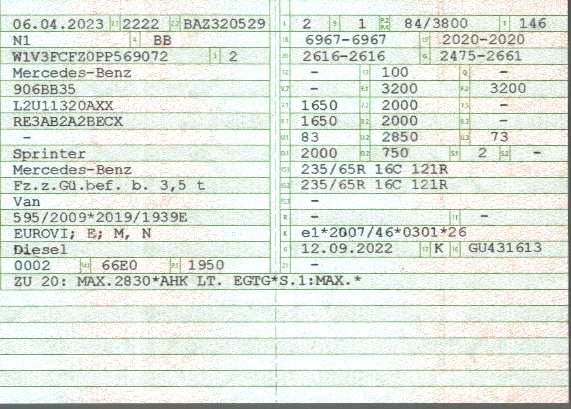 06.04.2023 2222 BAZ320529 2 1 84/3800 146
N1 BB 6967-6967 2020-2020
W1V3FCFZ0PP569072 2 2616-2616 2475-2661
Mercedes-Benz - 100 -
906BB35 - 3200 3200
L2U11320AXX 1650 2000 -
RE3AB2A2BECX 1650 2000 -
- 83 2850 73
Sprinter 2000 750 2 -
Mercedes-Benz 235/65R 16C 121R
Fz.z.Gü.bef. b. 3,5 t 235/65R 16C 121R
Van -
595/2009*2019/1939E - -
EUROVI; E; M, N e1*2007/46*0301*26
Diesel 12.09.2022 K GU431613
0002 66E0 1950 -
ZU 20: MAX.2830*AHK LT. EGTG*S.1:MAX.*